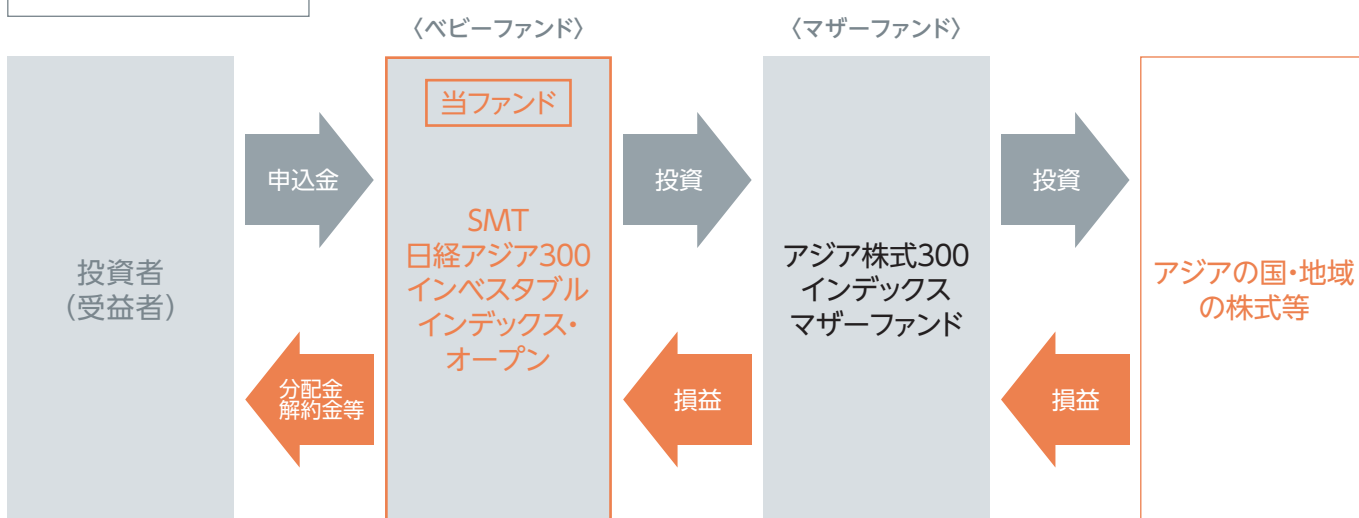 〈ベビーファンド〉
〈マザーファンド〉
当ファンド
申込金
投資
投資
投資者
(受益者)
SMT
日経アジア300
インベスタブル
インデックス・
オープン
アジア株式300
インデックス
マザーファンド
アジアの国・地域
の株式等
分配金
解約金等
損益
損益